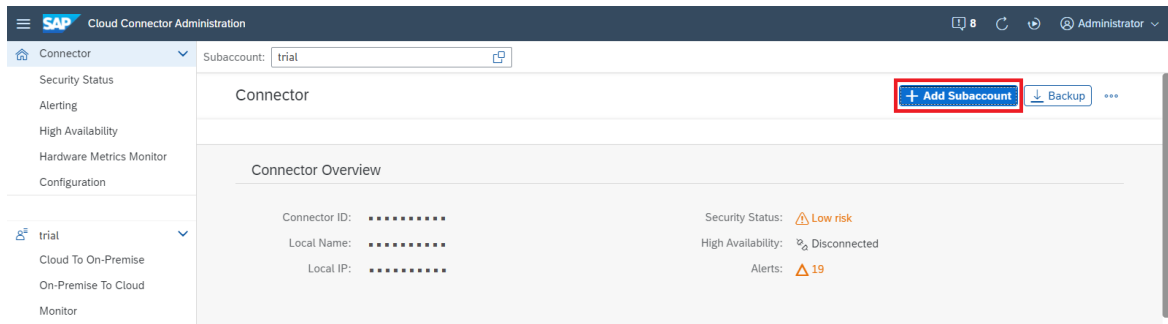 SAP Cloud Connector Administration 8 Administrator
Connector
Security Status
Alerting
High Availability
Hardware Metrics Monitor
Configuration
trial
Cloud To On-Premise
On-Premise To Cloud
Monitor
Subaccount: trial
Connector + Add Subaccount Backup
Connector Overview
Connector ID:
Local Name:
Local IP:
Security Status: Low risk
High Availability: Disconnected
Alerts: 19